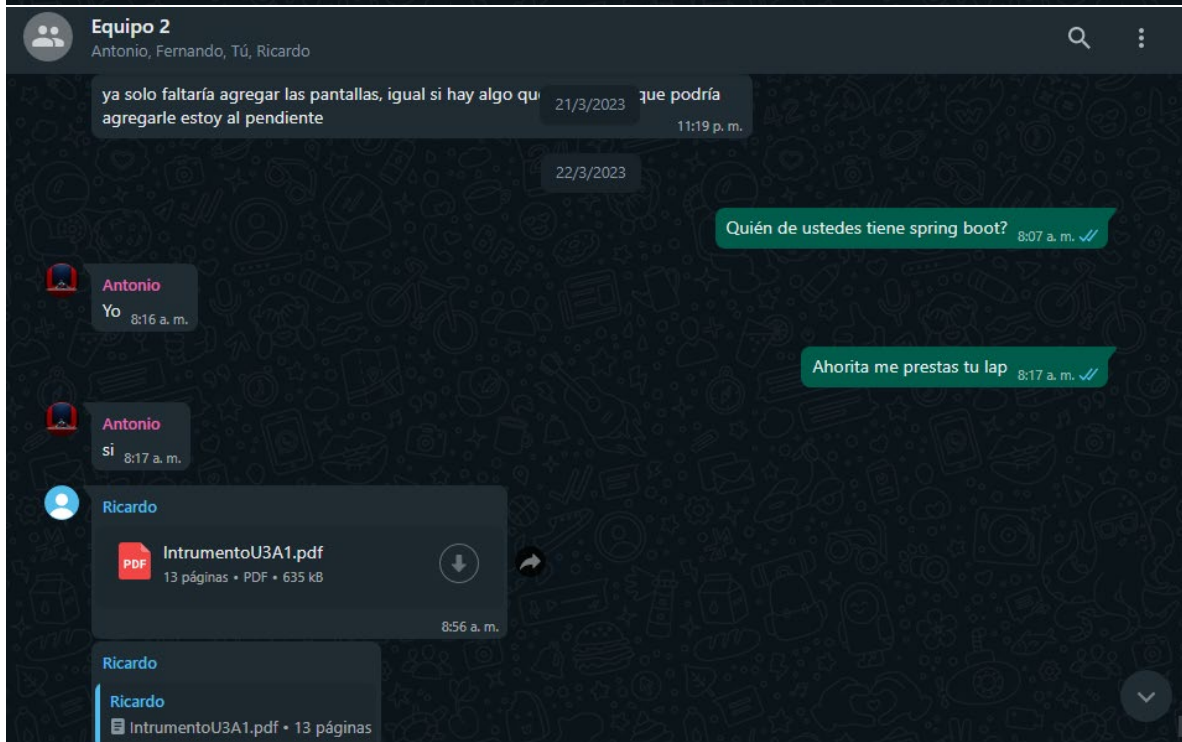 Equipo 2
Antonio, Fernando, Tú, Ricardo
ya solo faltaría agregar las pantallas, igual si hay algo qu que podría
21/3/2023
agregarle estoy al pendiente
11:19 p. m.
22/3/2023
Quién de ustedes tiene spring boot? 8:07 a. m.
Antonio
Yo 8:16 a. m.
Ahorita me prestas tu lap 8:17 a. m.
Antonio
si 8:17 a. m.
Ricardo
PDF
IntrumentoU3A1.pdf
13 páginas • PDF • 635 kB
8:56 a. m.
Ricardo
Ricardo
IntrumentoU3A1.pdf • 13 páginas